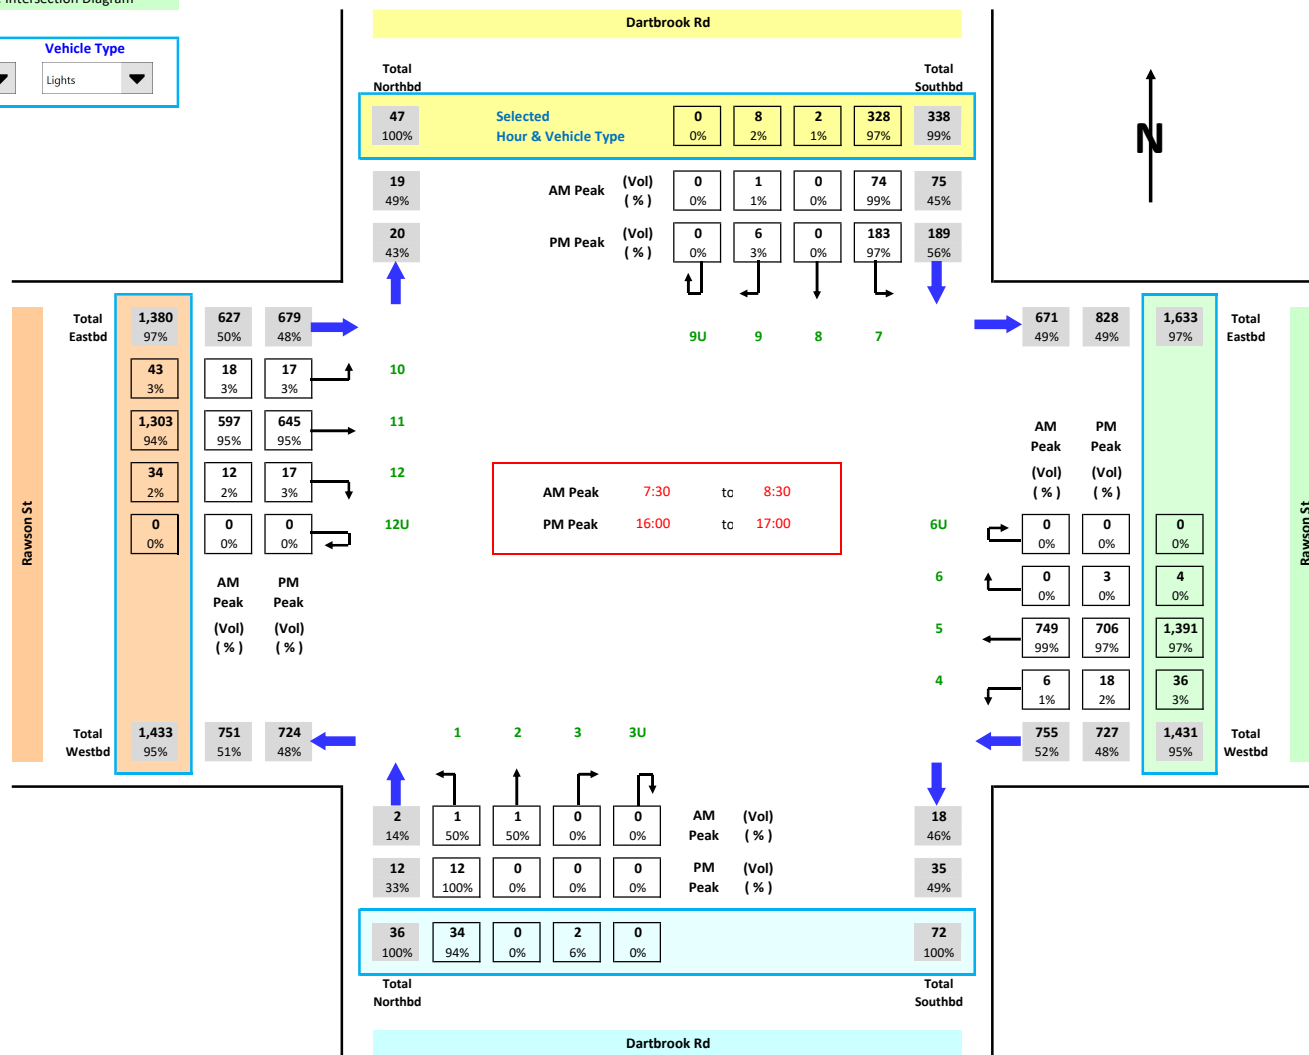 Intersection Diagram
Vehicle Type
Lights
Dartbrook Rd
Total Northbd
Total Southbd
47 Selected 0 8 2 328 338
100% Hour & Vehicle Type 0% 2% 1% 97% 99%
19 AM Peak (Vol) 0 1 0 74 75
49% ( % ) 0% 1% 0% 99% 45%
20 PM Peak (Vol) 0 6 0 183 189
43% ( % ) 0% 3% 0% 97% 56%
N
9U 9 8 7
Total Eastbd
1,380 627 679
97% 50% 48%
43 18 17 10
3% 3% 3%
1,303 597 645 11
94% 95% 95%
34 12 17 12
2% 2% 3%
0 0 0 12U
0% 0% 0%
AM PM
Peak Peak
(Vol) (Vol)
( % ) ( % )
Rawson St
Total Westbd
1,433 751 724
95% 51% 48%
AM Peak 7:30 to 8:30
PM Peak 16:00 to 17:00
671 828 1,633 Total
49% 49% 97% Eastbd
AM PM
Peak Peak
(Vol) (Vol)
( % ) ( % )
6U 0 0 0
0% 0% 0%
6 0 3 4
0% 0% 0%
5 749 706 1,391
99% 97% 97%
4 6 18 36
1% 2% 3%
755 727 1,431 Total
52% 48% 95% Westbd
Rawson St
1 2 3 3U
2 1 1 0 0 AM (Vol) 18
14% 50% 50% 0% 0% Peak ( % ) 46%
12 12 0 0 0 PM (Vol) 35
33% 100% 0% 0% 0% Peak ( % ) 49%
36 34 0 2 0 72
100% 94% 0% 6% 0% 100%
Total Total
Northbd Southbd
Dartbrook Rd